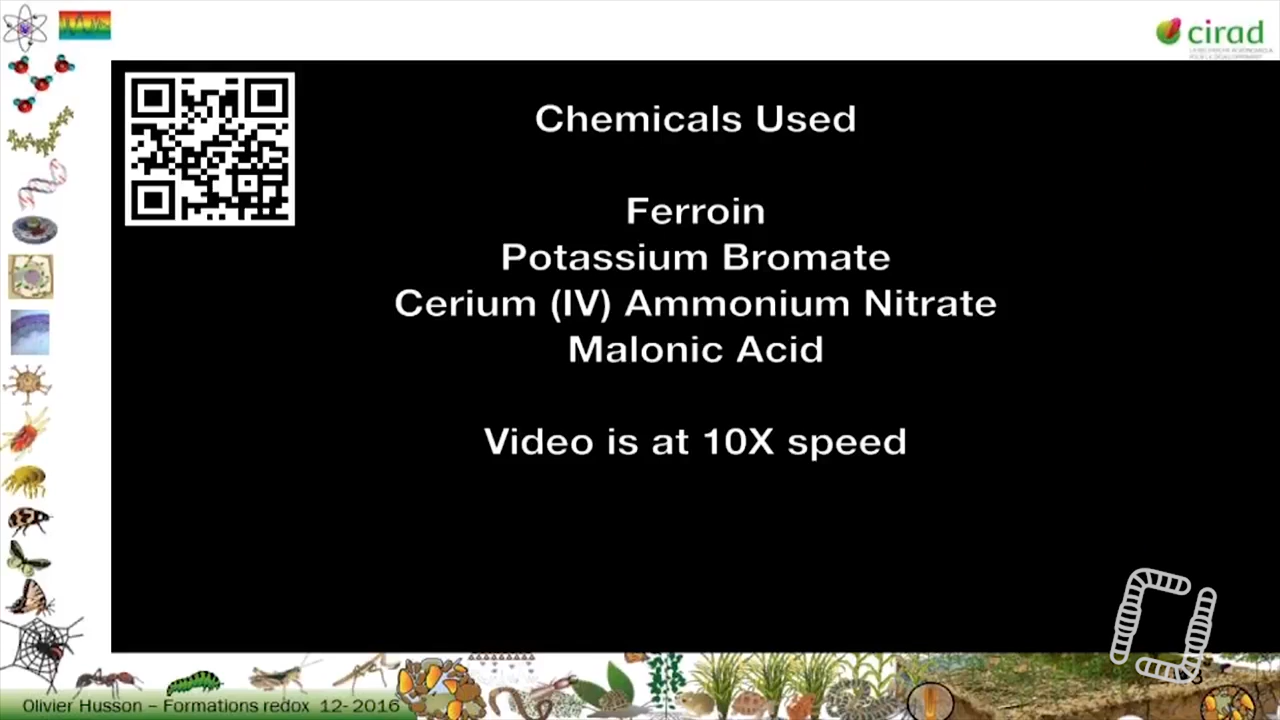 cirad
Chemicals Used
Ferroin
Potassium Bromate
Cerium (IV) Ammonium Nitrate
Malonic Acid
Video is at 10X speed
Olivier Husson – Formations redox 12- 2016